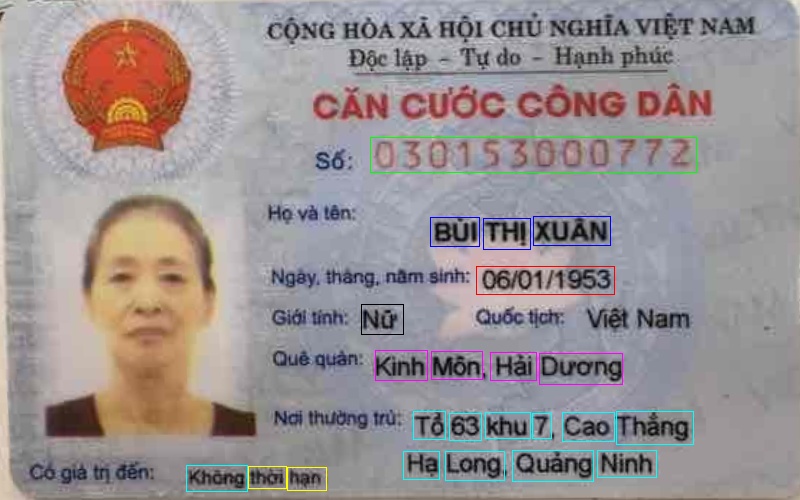 CỘNG HÒA XÃ HỘI CHỦ NGHĨA VIỆT NAM
Độc lập - Tự do - Hạnh phúc
CĂN CƯỚC CÔNG DÂN
Số: 030153000772
Họ và tên: BÙI THỊ XUÂN
Ngày, tháng, năm sinh: 06/01/1953
Giới tính: Nữ Quốc tịch: Việt Nam
Quê quán: Kinh Môn, Hải Dương
Nơi thường trú: Tổ 63 khu 7, Cao Thắng
Hạ Long, Quảng Ninh
Có giá trị đến: Không thời hạn